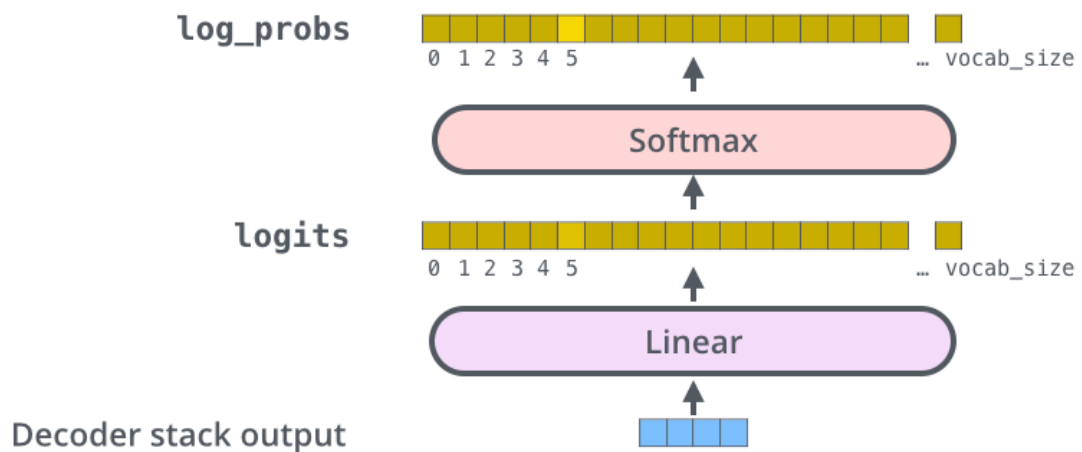 log_probs
0 1 2 3 4 5 … vocab_size
Softmax
logits
0 1 2 3 4 5 … vocab_size
Linear
Decoder stack output